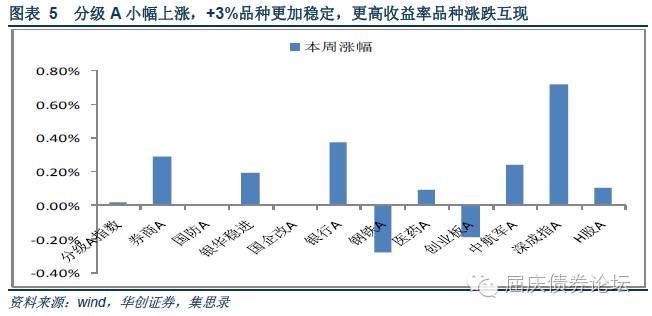 图表 5 分级 A 小幅上涨，+3%品种更加稳定，更高收益率品种涨跌互现
本周涨幅
0.80%
0.60%
0.40%
0.20%
0.00%
-0.20%
-0.40%
分级A指数
券商A
国防A
银华稳进
国企改A
银行A
钢铁A
医药A
创业板A
中航军A
深成指A
H股A
屈庆债券论坛
资料来源：wind，华创证券，集思录